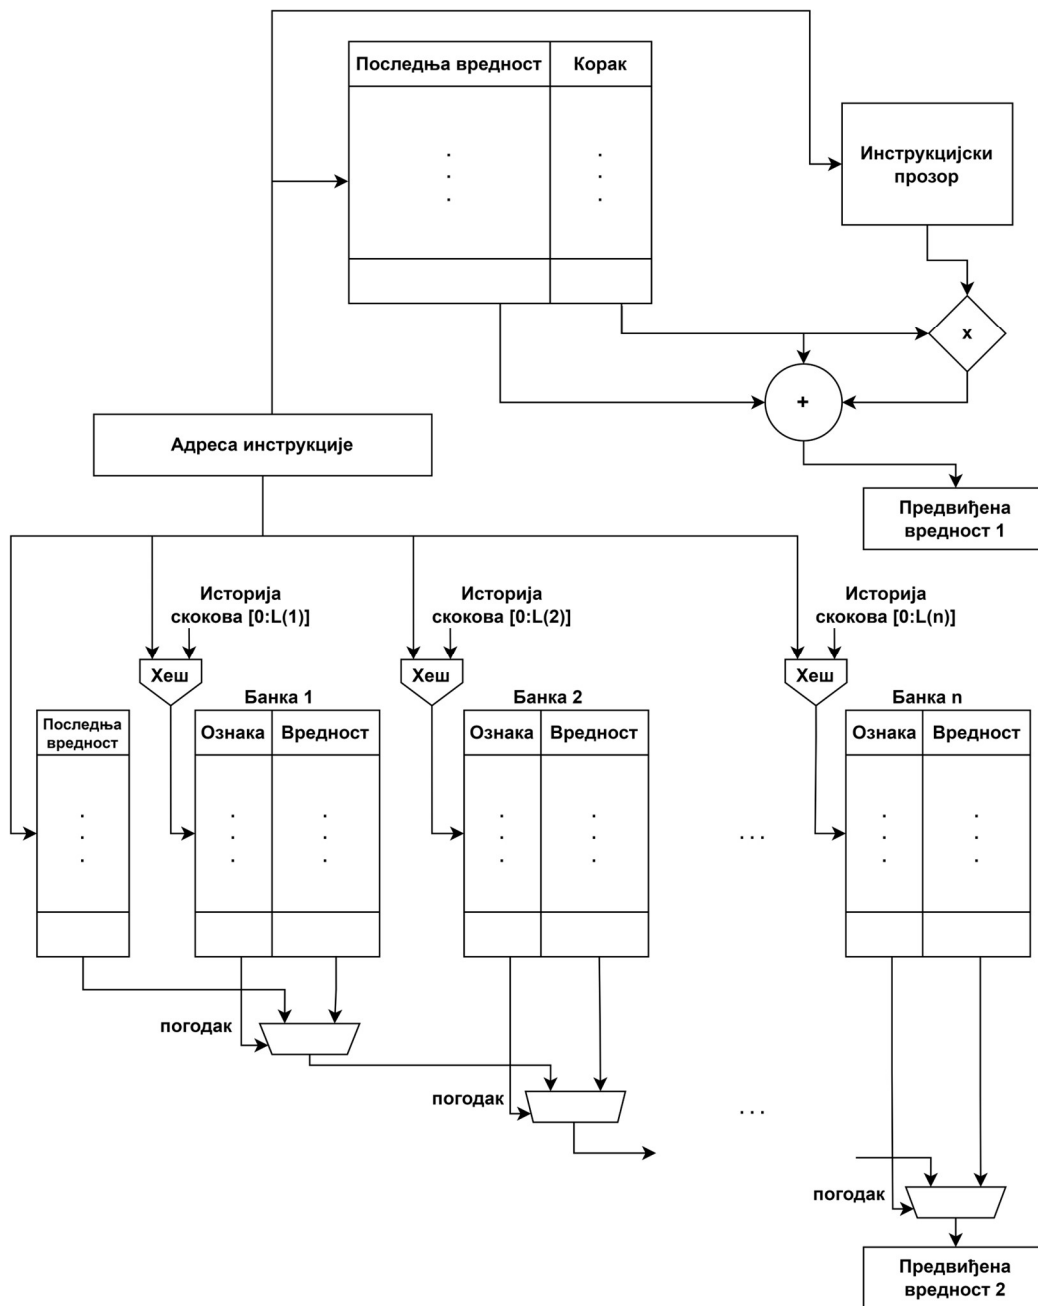 Последња вредност
Корак
Инструкцијски
прозор
x
+
Адреса инструкције
Предвиђена
вредност 1
Историја
скокова [0:L(1)]
Историја
скокова [0:L(2)]
Историја
скокова [0:L(n)]
Хеш
Хеш
Хеш
Банка 1
Банка 2
Банка n
Последња
вредност
Ознака
Вредност
Ознака
Вредност
Ознака
Вредност
погодак
погодак
погодак
Предвиђена
вредност 2